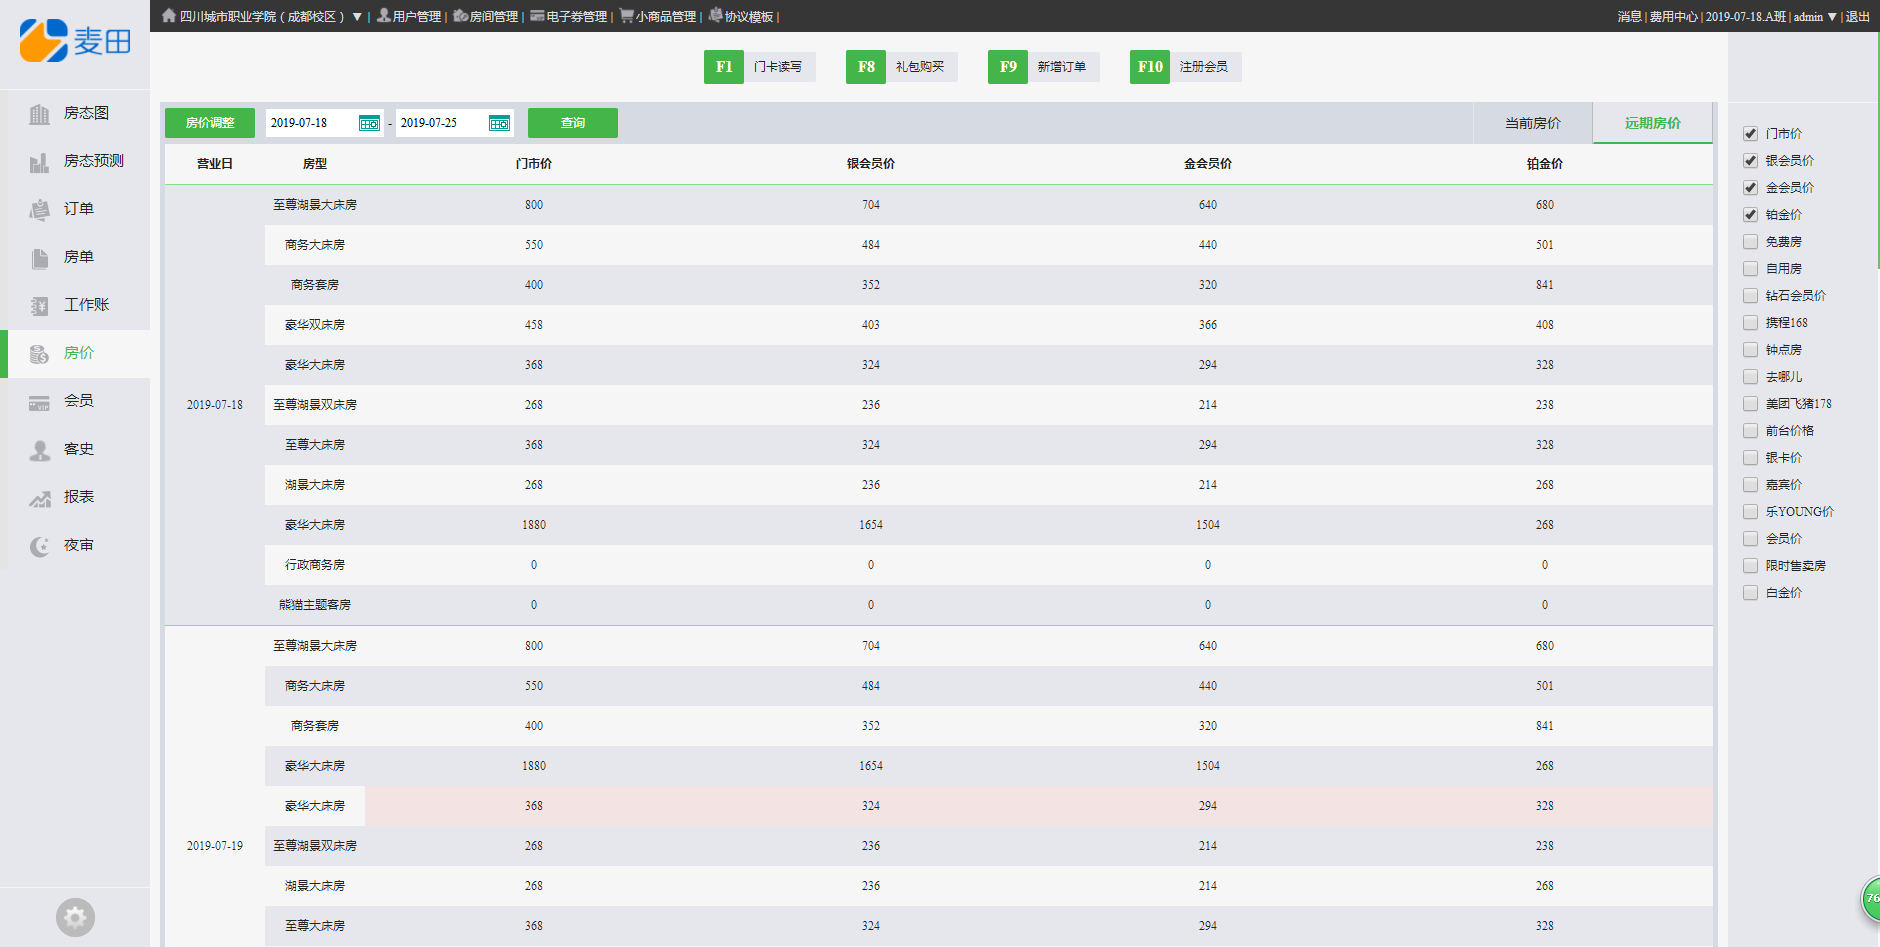 麦田
四川城市职业学院（成都校区） ▼ | 用户管理 | 房间管理 | 电子券管理 | 小商品管理 | 协议模板 |
消息 | 费用中心 | 2019-07-18.A班 | admin ▼ | 退出
F1 门卡读写 F8 礼包购买 F9 新增订单 F10 注册会员
房态图
房态预测
订单
房单
工作账
房价
会员
客史
报表
夜审
房价调整 2019-07-18 - 2019-07-25 查询 当前房价 远期房价
营业日 房型 门市价 银会员价 金会员价 铂金价
2019-07-18
至尊湖景大床房 800 704 640 680
商务大床房 550 484 440 501
商务套房 400 352 320 841
豪华双床房 458 403 366 408
豪华大床房 368 324 294 328
至尊湖景双床房 268 236 214 238
至尊大床房 368 324 294 328
湖景大床房 268 236 214 268
豪华大床房 1880 1654 1504 268
行政商务房 0 0 0 0
熊猫主题客房 0 0 0 0
2019-07-19
至尊湖景大床房 800 704 640 680
商务大床房 550 484 440 501
商务套房 400 352 320 841
豪华大床房 1880 1654 1504 268
豪华大床房 368 324 294 328
至尊湖景双床房 268 236 214 238
湖景大床房 268 236 214 268
至尊大床房 368 324 294 328
门市价
银会员价
金会员价
铂金价
免费房
自用房
钻石会员价
携程168
钟点房
去哪儿
美团飞猪178
前台价格
银卡价
嘉宾价
乐YOUNG价
会员价
限时售卖房
白金价